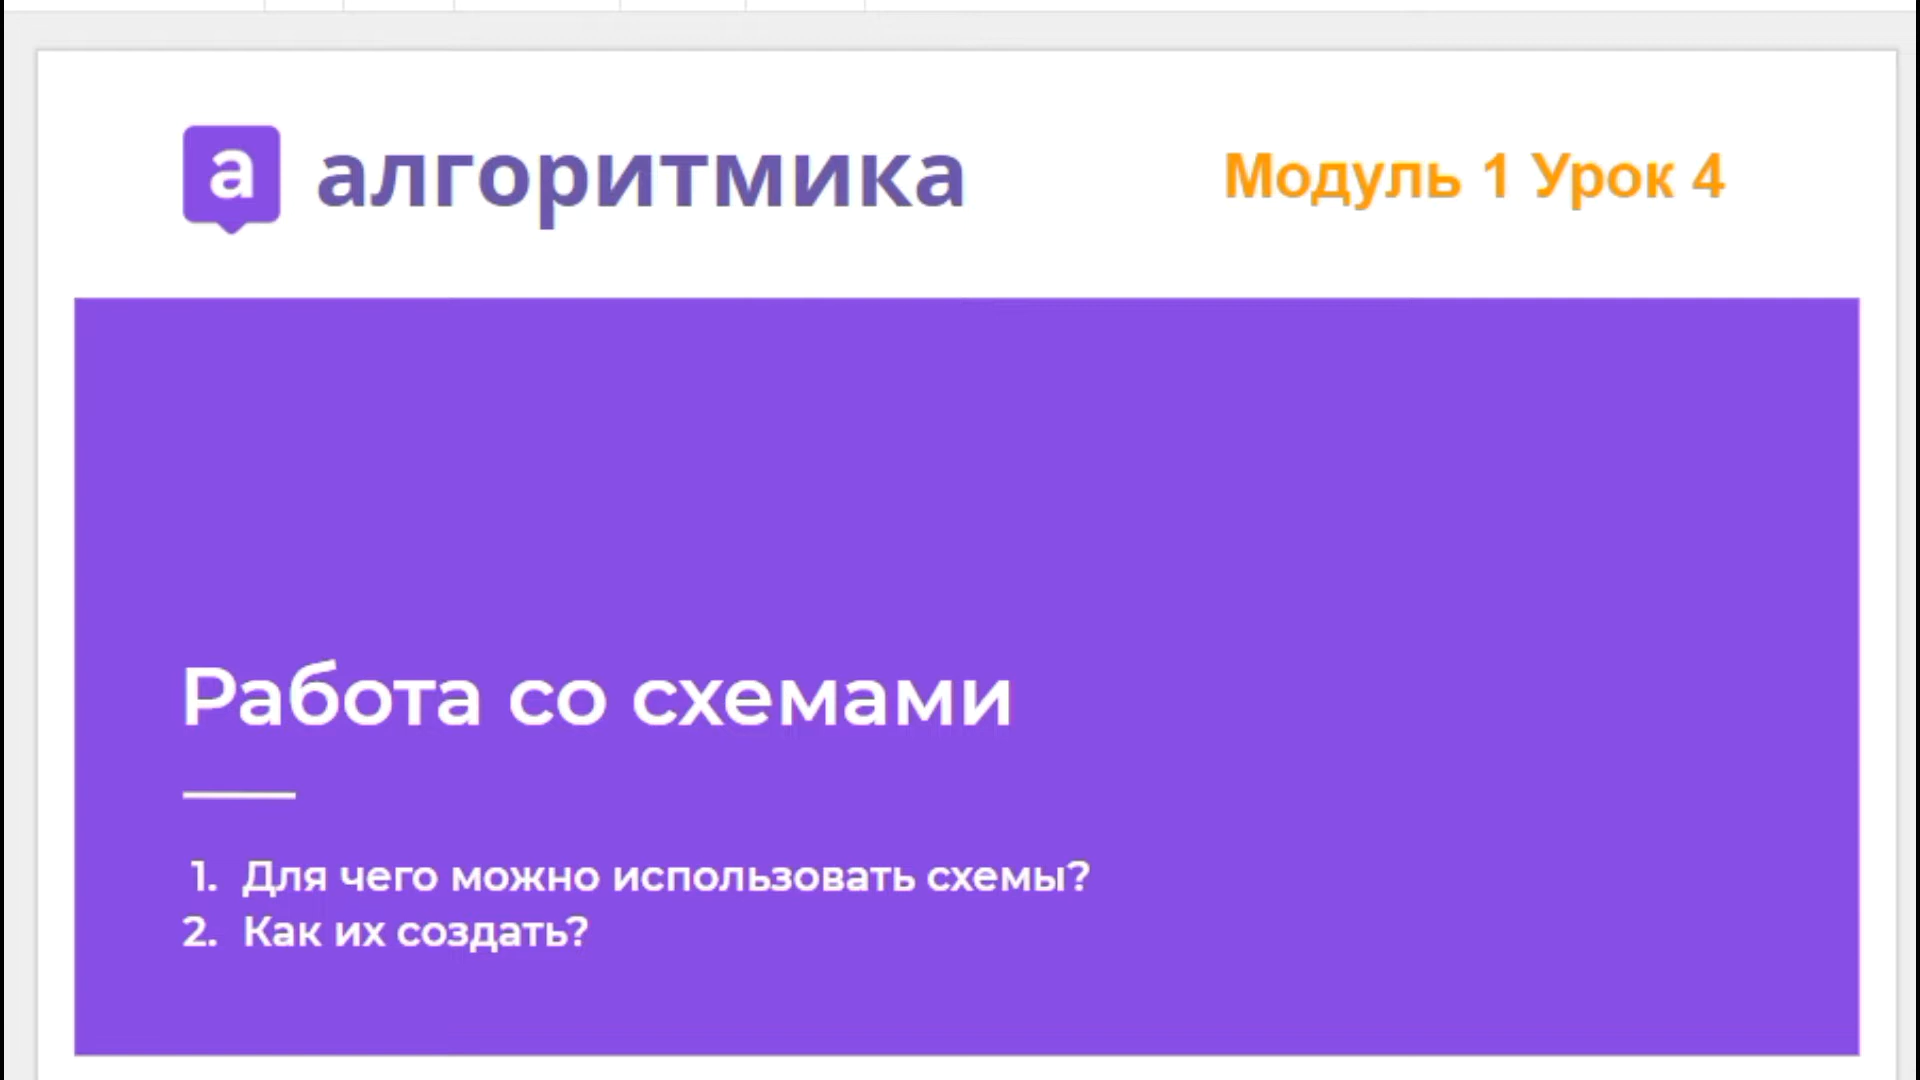 а алгоритмика
Модуль 1 Урок 4
Работа со схемами
1. Для чего можно использовать схемы?
2. Как их создать?